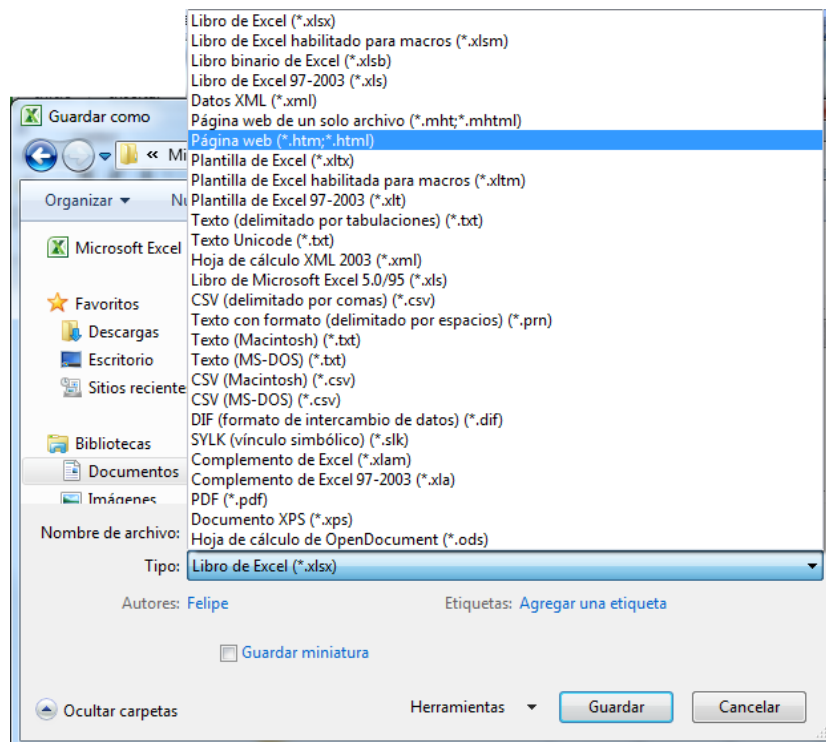 Libro de Excel (*.xlsx)
Libro de Excel habilitado para macros (*.xlsm)
Libro binario de Excel (*.xlsb)
Libro de Excel 97-2003 (*.xls)
Datos XML (*.xml)
Página web de un solo archivo (*.mht;*.mhtml)
Página web (*.htm;*.html)
Plantilla de Excel (*.xltx)
Plantilla de Excel habilitada para macros (*.xltm)
Plantilla de Excel 97-2003 (*.xlt)
Texto (delimitado por tabulaciones) (*.txt)
Texto Unicode (*.txt)
Hoja de cálculo XML 2003 (*.xml)
Libro de Microsoft Excel 5.0/95 (*.xls)
CSV (delimitado por comas) (*.csv)
Texto con formato (delimitado por espacios) (*.prn)
Texto (Macintosh) (*.txt)
Texto (MS-DOS) (*.txt)
CSV (Macintosh) (*.csv)
CSV (MS-DOS) (*.csv)
DIF (formato de intercambio de datos) (*.dif)
SYLK (vínculo simbólico) (*.slk)
Complemento de Excel (*.xlam)
Complemento de Excel 97-2003 (*.xla)
PDF (*.pdf)
Documento XPS (*.xps)
Hoja de cálculo de OpenDocument (*.ods)
Guardar como
« Mi
Organizar Nu
Microsoft Excel
Favoritos
Descargas
Escritorio
Sitios reciente
Bibliotecas
Documentos
Imágenes
Nombre de archivo:
Tipo: Libro de Excel (*.xlsx)
Autores: Felipe Etiquetas: Agregar una etiqueta
Guardar miniatura
Ocultar carpetas Herramientas Guardar Cancelar